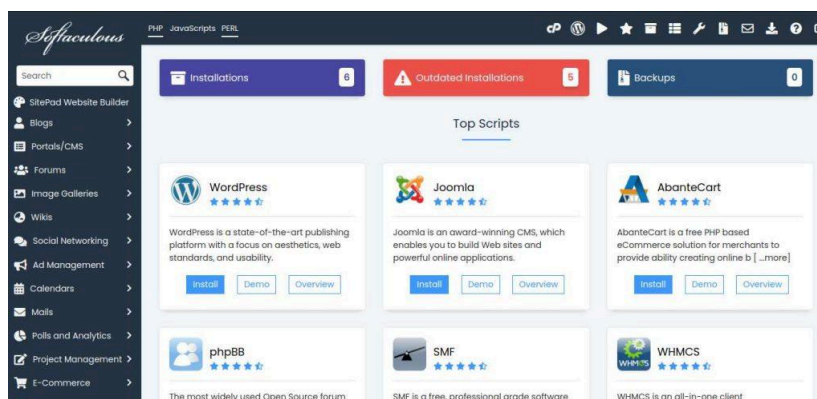 Softaculous
PHP JavaScripts PERL
Search
SitePad Website Builder
Blogs
Portals/CMS
Forums
Image Galleries
Wikis
Social Networking
Ad Management
Calendars
Mails
Polls and Analytics
Project Management
E-Commerce
Installations 6
Outdated Installations 5
Backups 0
Top Scripts
WordPress
WordPress is a state-of-the-art publishing
platform with a focus on aesthetics, web
standards, and usability.
Install Demo Overview
Joomla
Joomla is an award-winning CMS, which
enables you to build Web sites and
powerful online applications.
Install Demo Overview
AbanteCart
AbanteCart is a free PHP based
eCommerce solution for merchants to
provide ability creating online b [ ...more]
Install Demo Overview
phpBB
The most widely used Open Source forum
SMF
SMF is a free, professional grade software
WHMCS
WHMCS
WHMCS is an all-in-one client